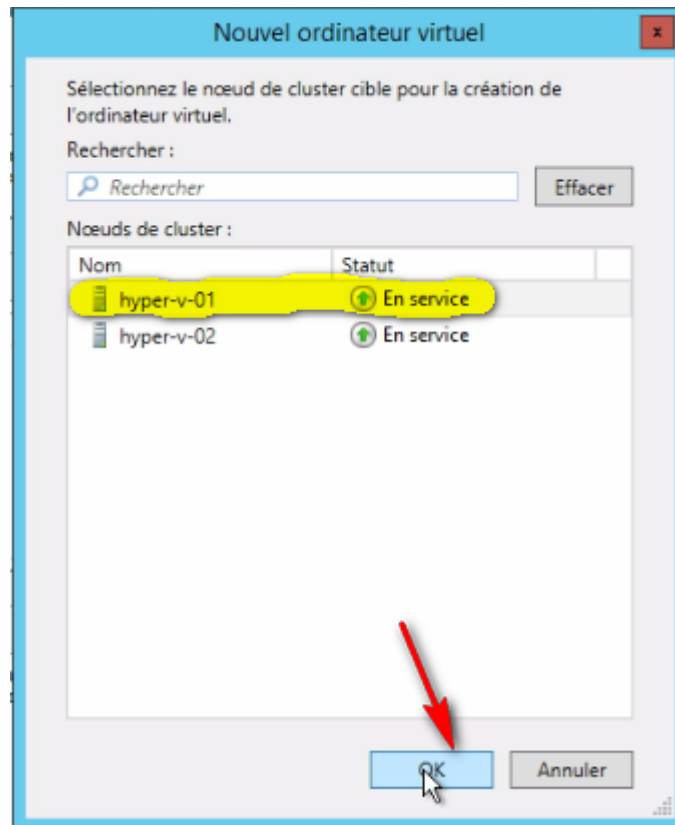 Nouvel ordinateur virtuel
x
Sélectionnez le nœud de cluster cible pour la création de
l'ordinateur virtuel.
Rechercher :
Rechercher
Effacer
Nœuds de cluster :
Nom Statut
hyper-v-01 En service
hyper-v-02 En service
OK Annuler